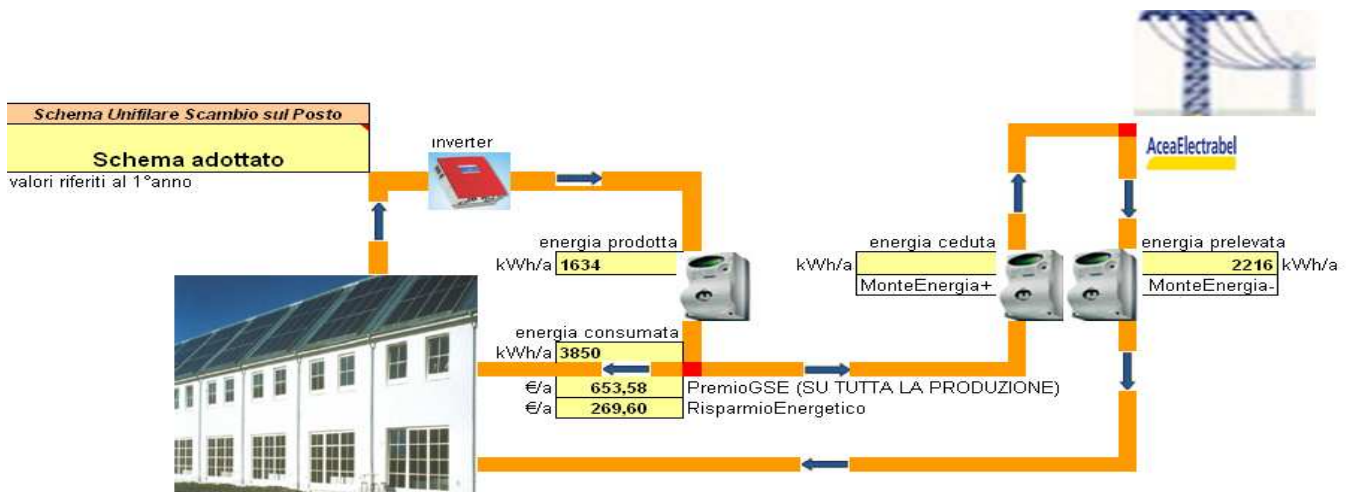 Schema Unifilare Scambio sul Posto
Schema adottato
valori riferiti al 1°anno
inverter
AceaElectrabel
energia prodotta
kWh/a 1634
energia ceduta
kWh/a
MonteEnergia+
energia prelevata
2216 kWh/a
MonteEnergia-
energia consumata
kWh/a 3850
€/a 653,58 PremioGSE (SU TUTTA LA PRODUZIONE)
€/a 269,60 RisparmioEnergetico